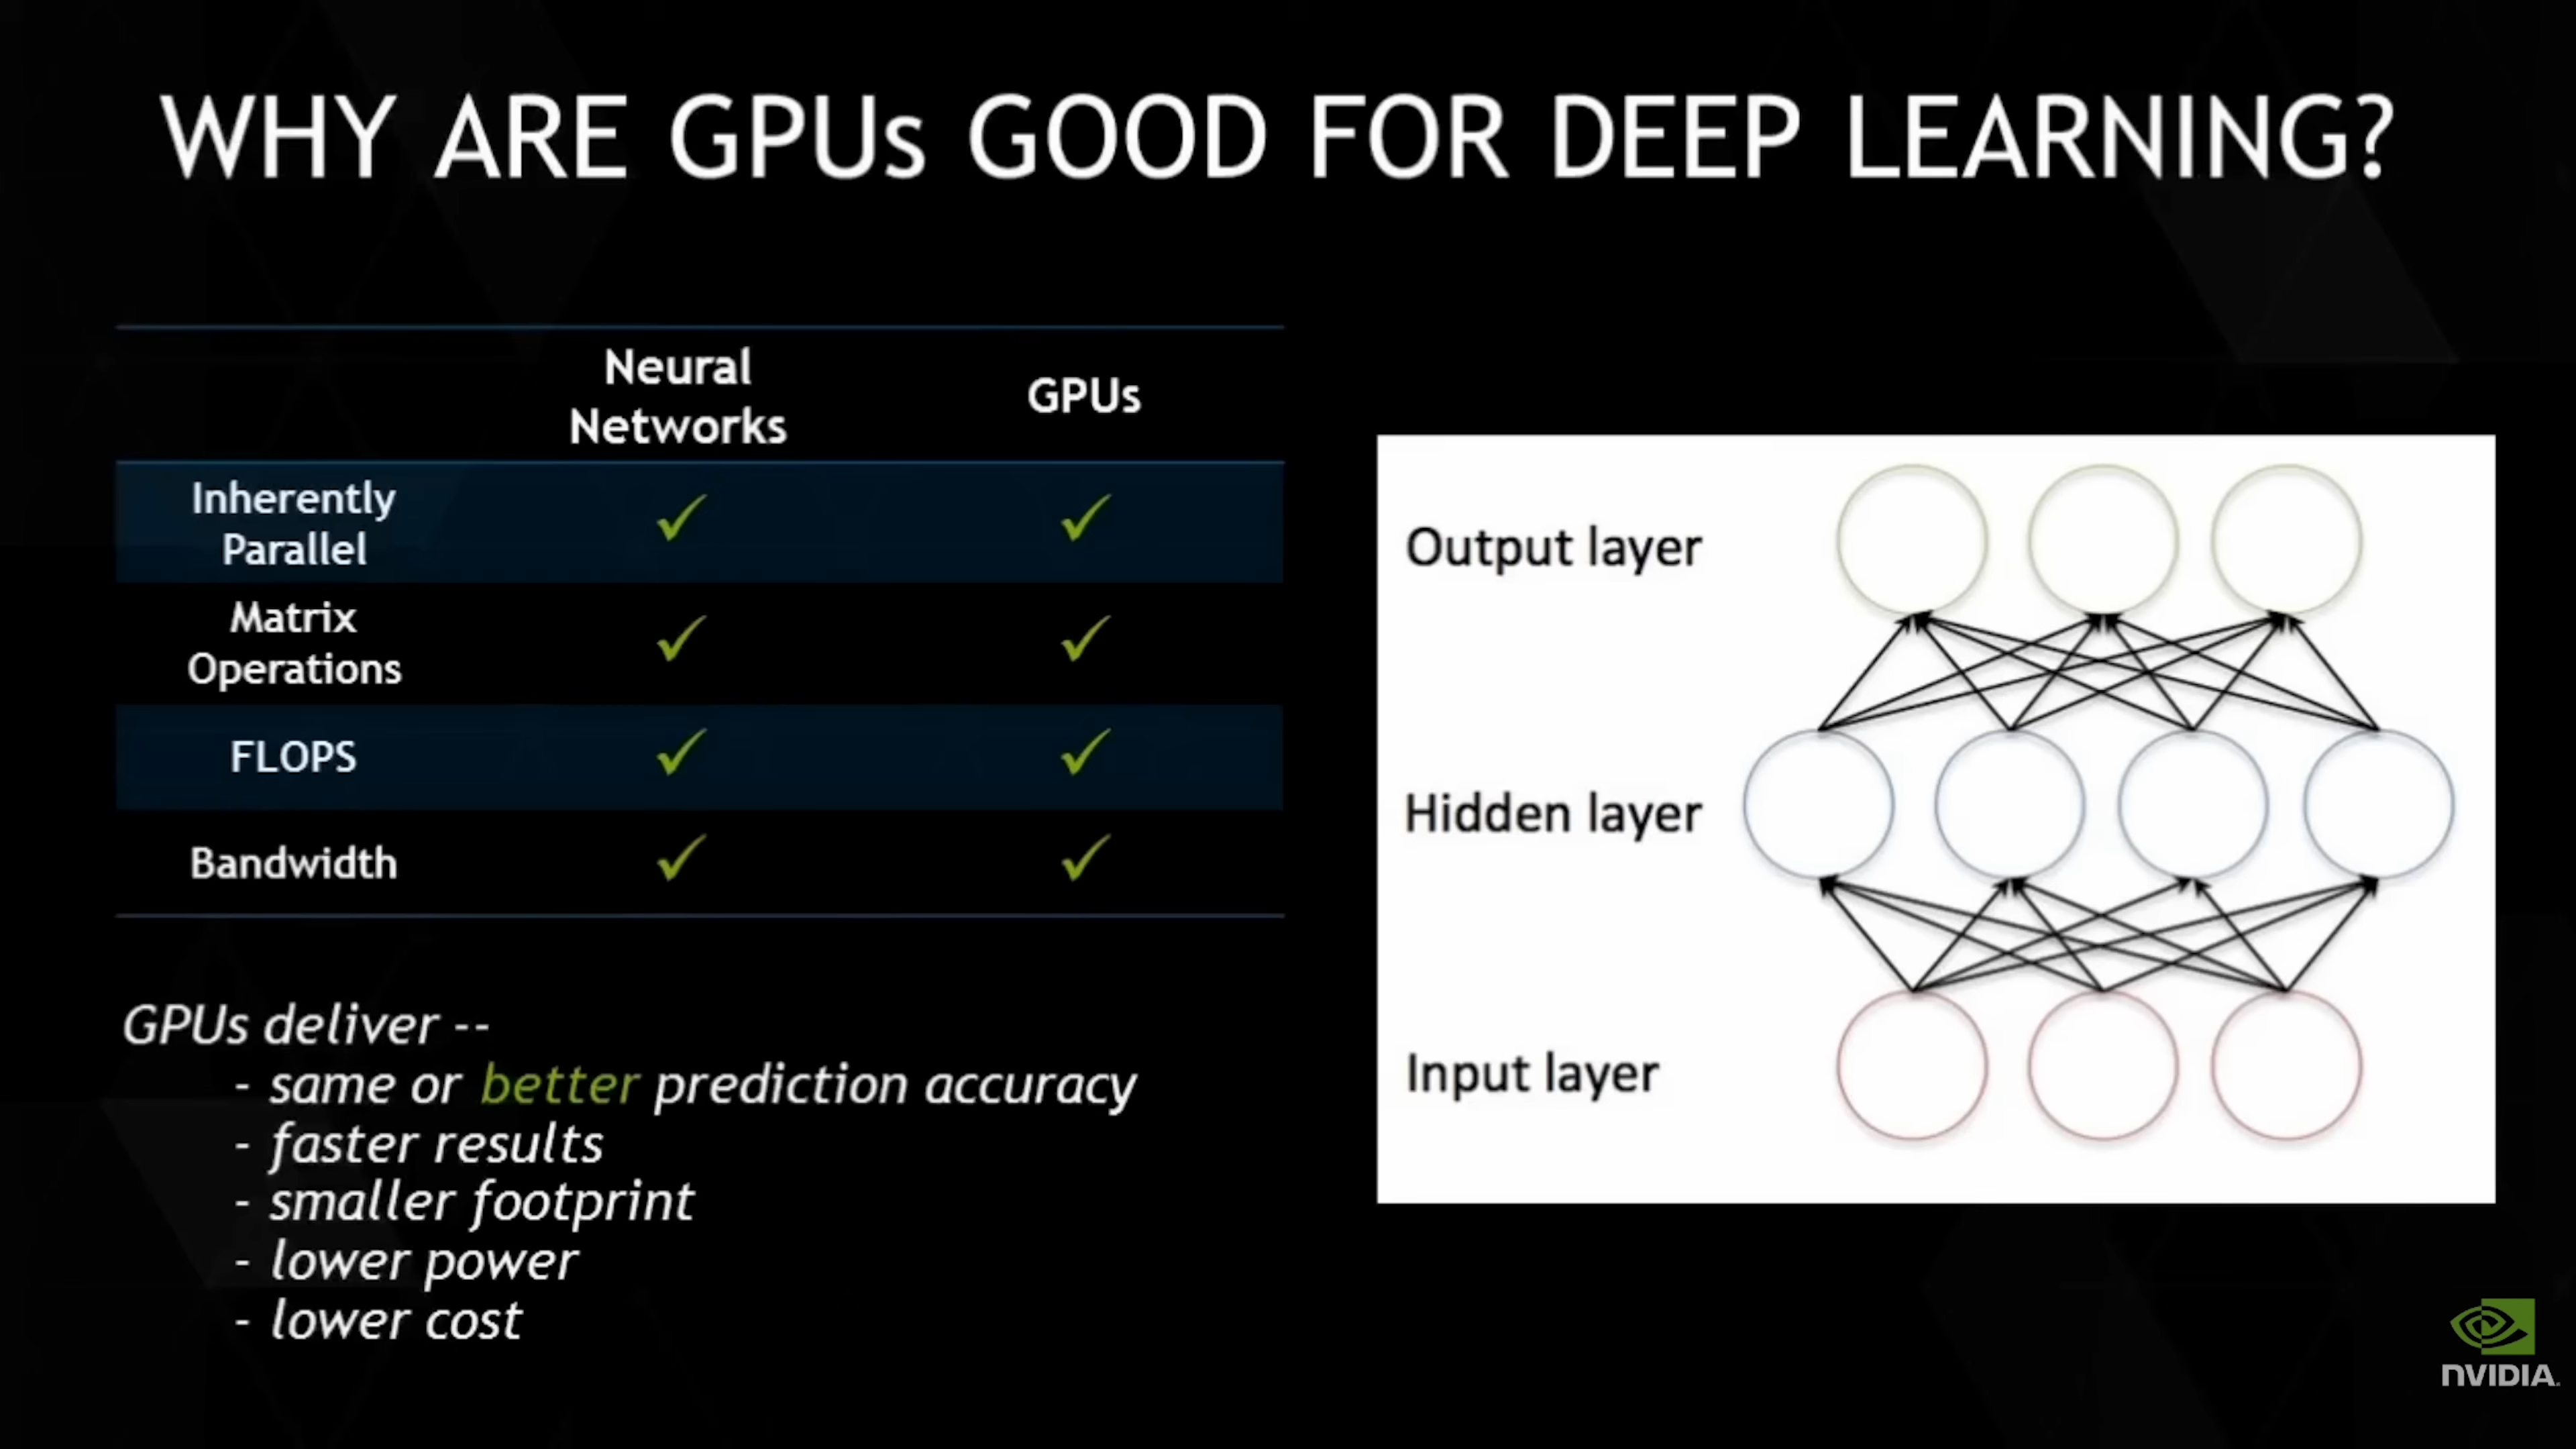 WHY ARE GPUs GOOD FOR DEEP LEARNING?
Neural
Networks
GPUs
Inherently
Parallel
✓ ✓
Matrix
Operations
✓ ✓
FLOPS ✓ ✓
Bandwidth ✓ ✓
GPUs deliver --
- same or better prediction accuracy
- faster results
- smaller footprint
- lower power
- lower cost
Output layer
Hidden layer
Input layer
NVIDIA.